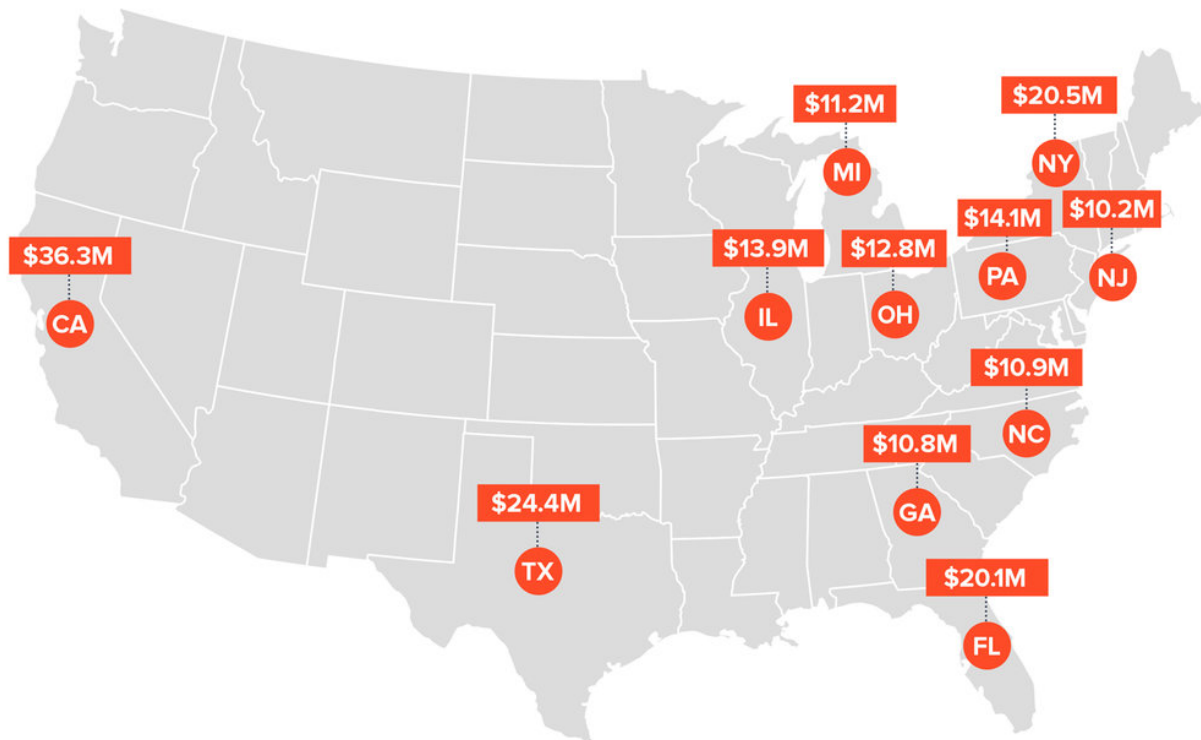 $11.2M
MI
$20.5M
NY
$14.1M
PA
$10.2M
NJ
$36.3M
CA
$13.9M
IL
$12.8M
OH
$10.9M
NC
$10.8M
GA
$24.4M
TX
$20.1M
FL